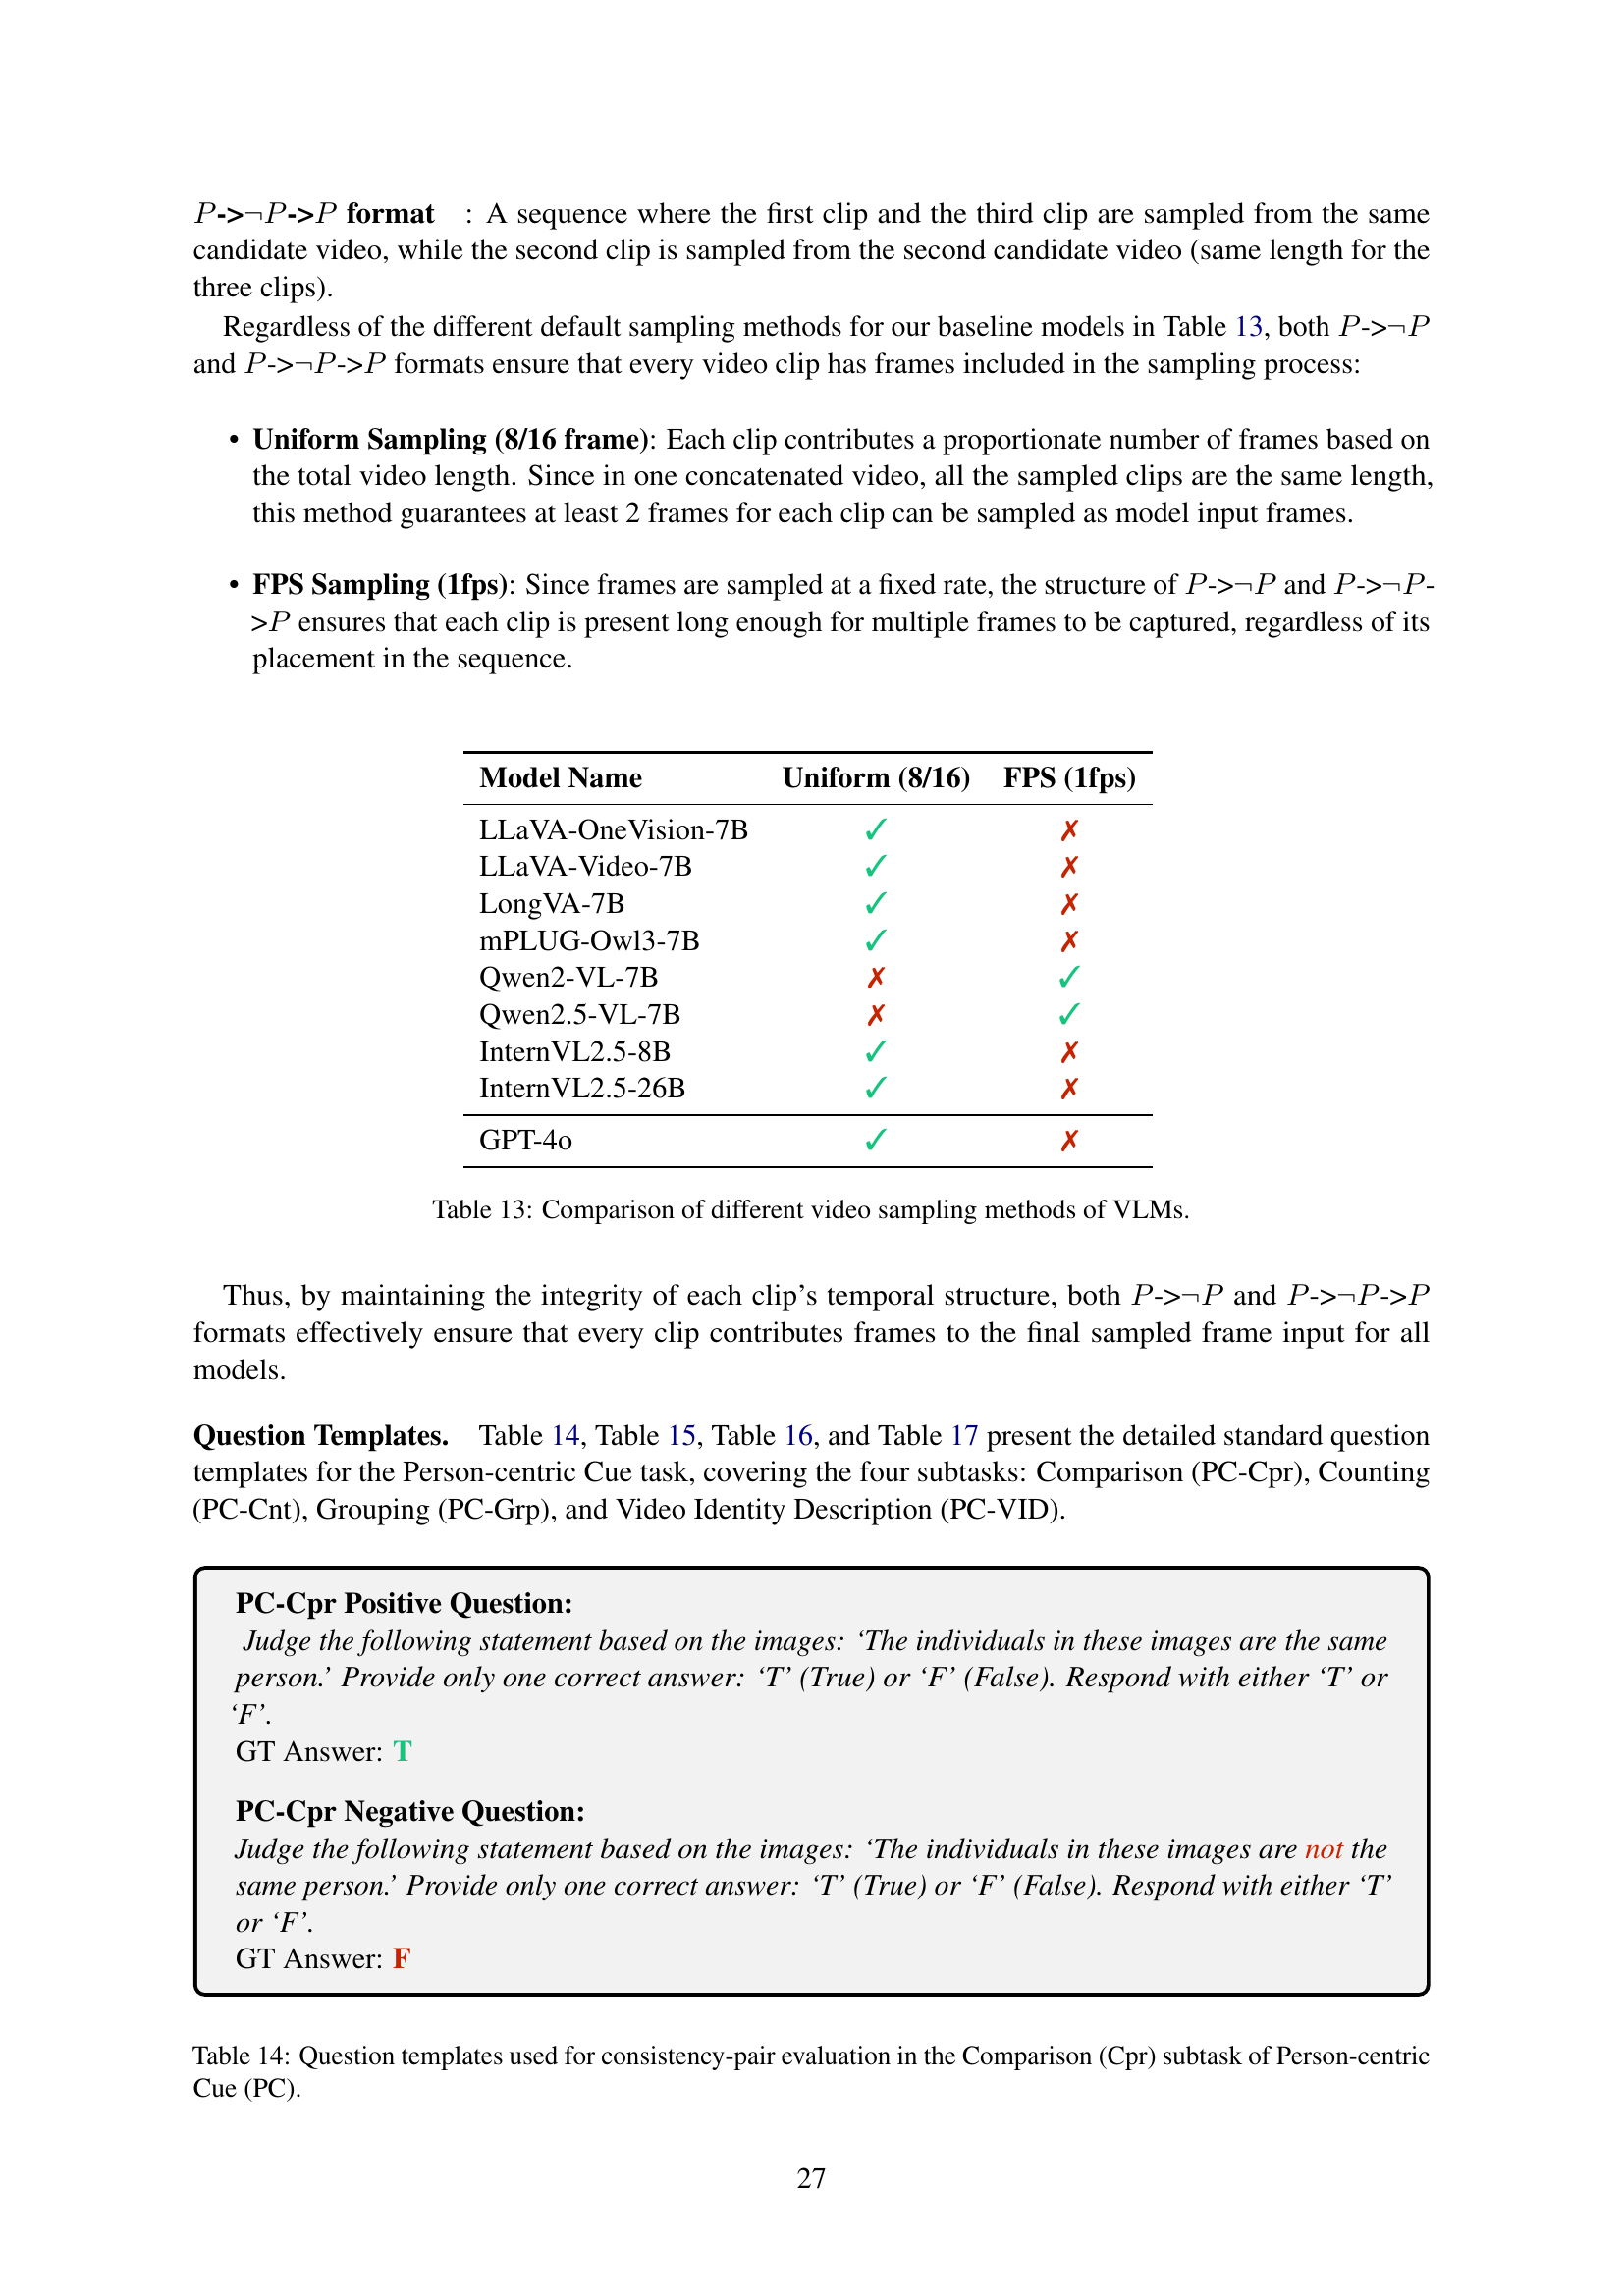 P->¬P->P format : A sequence where the first clip and the third clip are sampled from the same
candidate video, while the second clip is sampled from the second candidate video (same length for the
three clips).
Regardless of the different default sampling methods for our baseline models in Table 13, both P->¬P
and P->¬P->P formats ensure that every video clip has frames included in the sampling process:
• Uniform Sampling (8/16 frame): Each clip contributes a proportionate number of frames based on
the total video length. Since in one concatenated video, all the sampled clips are the same length,
this method guarantees at least 2 frames for each clip can be sampled as model input frames.
• FPS Sampling (1fps): Since frames are sampled at a fixed rate, the structure of P->¬P and P->¬P-
>P ensures that each clip is present long enough for multiple frames to be captured, regardless of its
placement in the sequence.
Model Name Uniform (8/16) FPS (1fps)
LLaVA-OneVision-7B ✓ ✗
LLaVA-Video-7B ✓ ✗
LongVA-7B ✓ ✗
mPLUG-Owl3-7B ✓ ✗
Qwen2-VL-7B ✗ ✓
Qwen2.5-VL-7B ✗ ✓
InternVL2.5-8B ✓ ✗
InternVL2.5-26B ✓ ✗
GPT-4o ✓ ✗
Table 13: Comparison of different video sampling methods of VLMs.
Thus, by maintaining the integrity of each clip's temporal structure, both P->¬P and P->¬P->P
formats effectively ensure that every clip contributes frames to the final sampled frame input for all
models.
Question Templates. Table 14, Table 15, Table 16, and Table 17 present the detailed standard question
templates for the Person-centric Cue task, covering the four subtasks: Comparison (PC-Cpr), Counting
(PC-Cnt), Grouping (PC-Grp), and Video Identity Description (PC-VID).
PC-Cpr Positive Question:
Judge the following statement based on the images: ‘The individuals in these images are the same
person.’ Provide only one correct answer: ‘T’ (True) or ‘F’ (False). Respond with either ‘T’ or
‘F’.
GT Answer: T
PC-Cpr Negative Question:
Judge the following statement based on the images: ‘The individuals in these images are not the
same person.’ Provide only one correct answer: ‘T’ (True) or ‘F’ (False). Respond with either ‘T’
or ‘F’.
GT Answer: F
Table 14: Question templates used for consistency-pair evaluation in the Comparison (Cpr) subtask of Person-centric
Cue (PC).
27